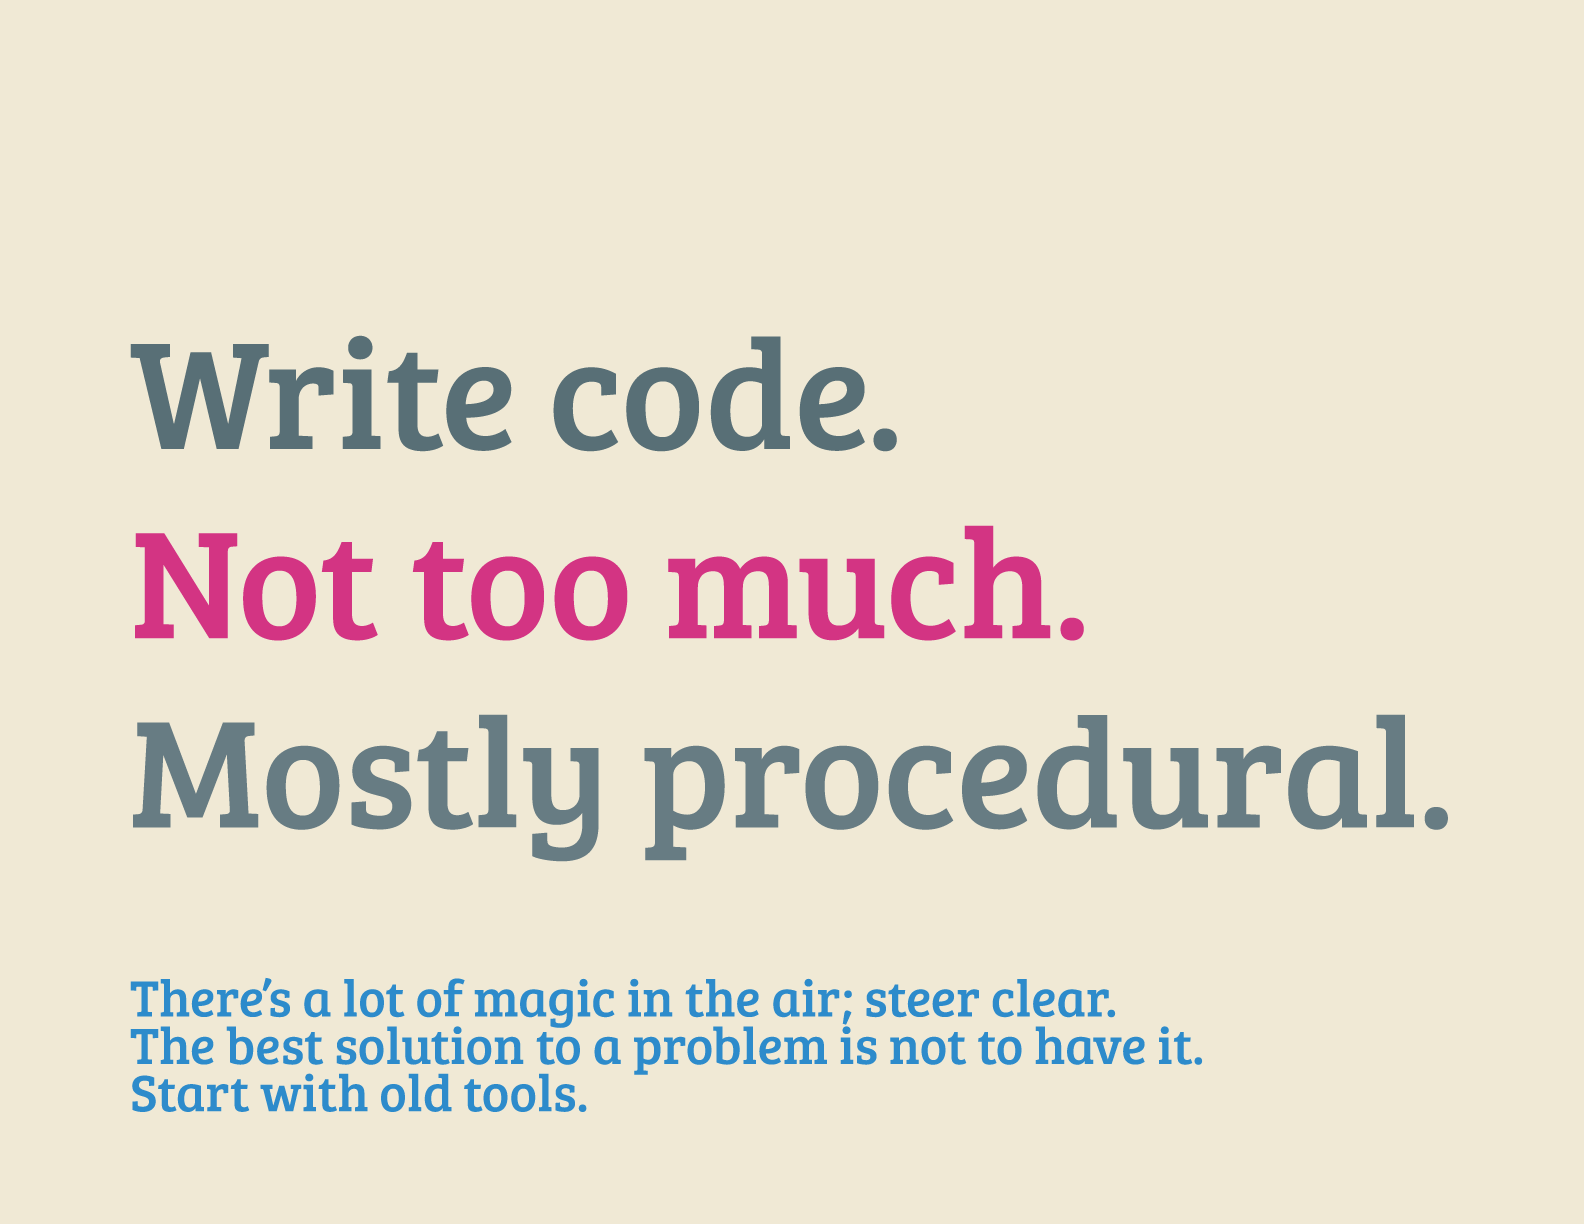 Write code.
Not too much.
Mostly procedural.
There’s a lot of magic in the air; steer clear.
The best solution to a problem is not to have it.
Start with old tools.